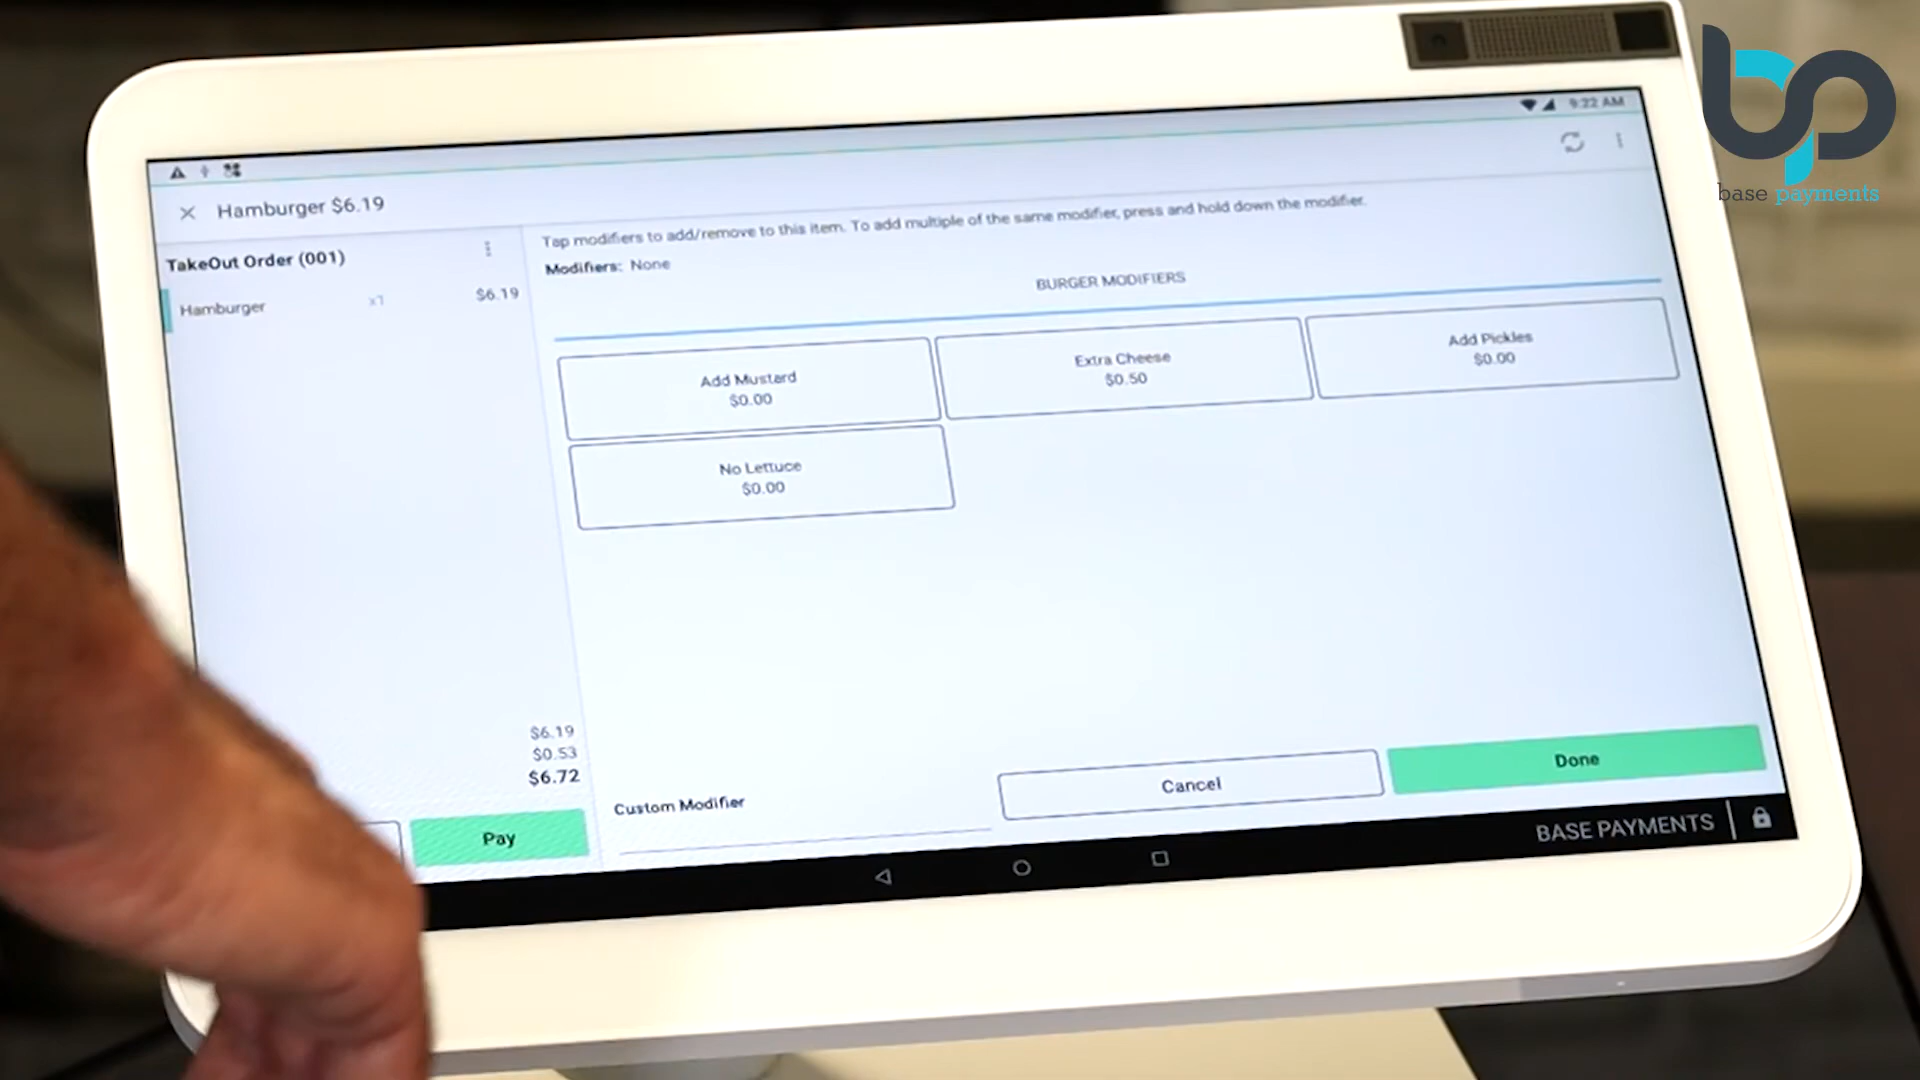 base payments
9:22 AM
Hamburger $6.19
TakeOut Order (001)
Hamburger x1 $6.19
Tap modifiers to add/remove to this item. To add multiple of the same modifier, press and hold down the modifier.
Modifiers: None
BURGER MODIFIERS
Add Mustard
$0.00
Extra Cheese
$0.50
Add Pickles
$0.00
No Lettuce
$0.00
$6.19
$0.53
$6.72
Pay
Custom Modifier
Cancel
Done
BASE PAYMENTS